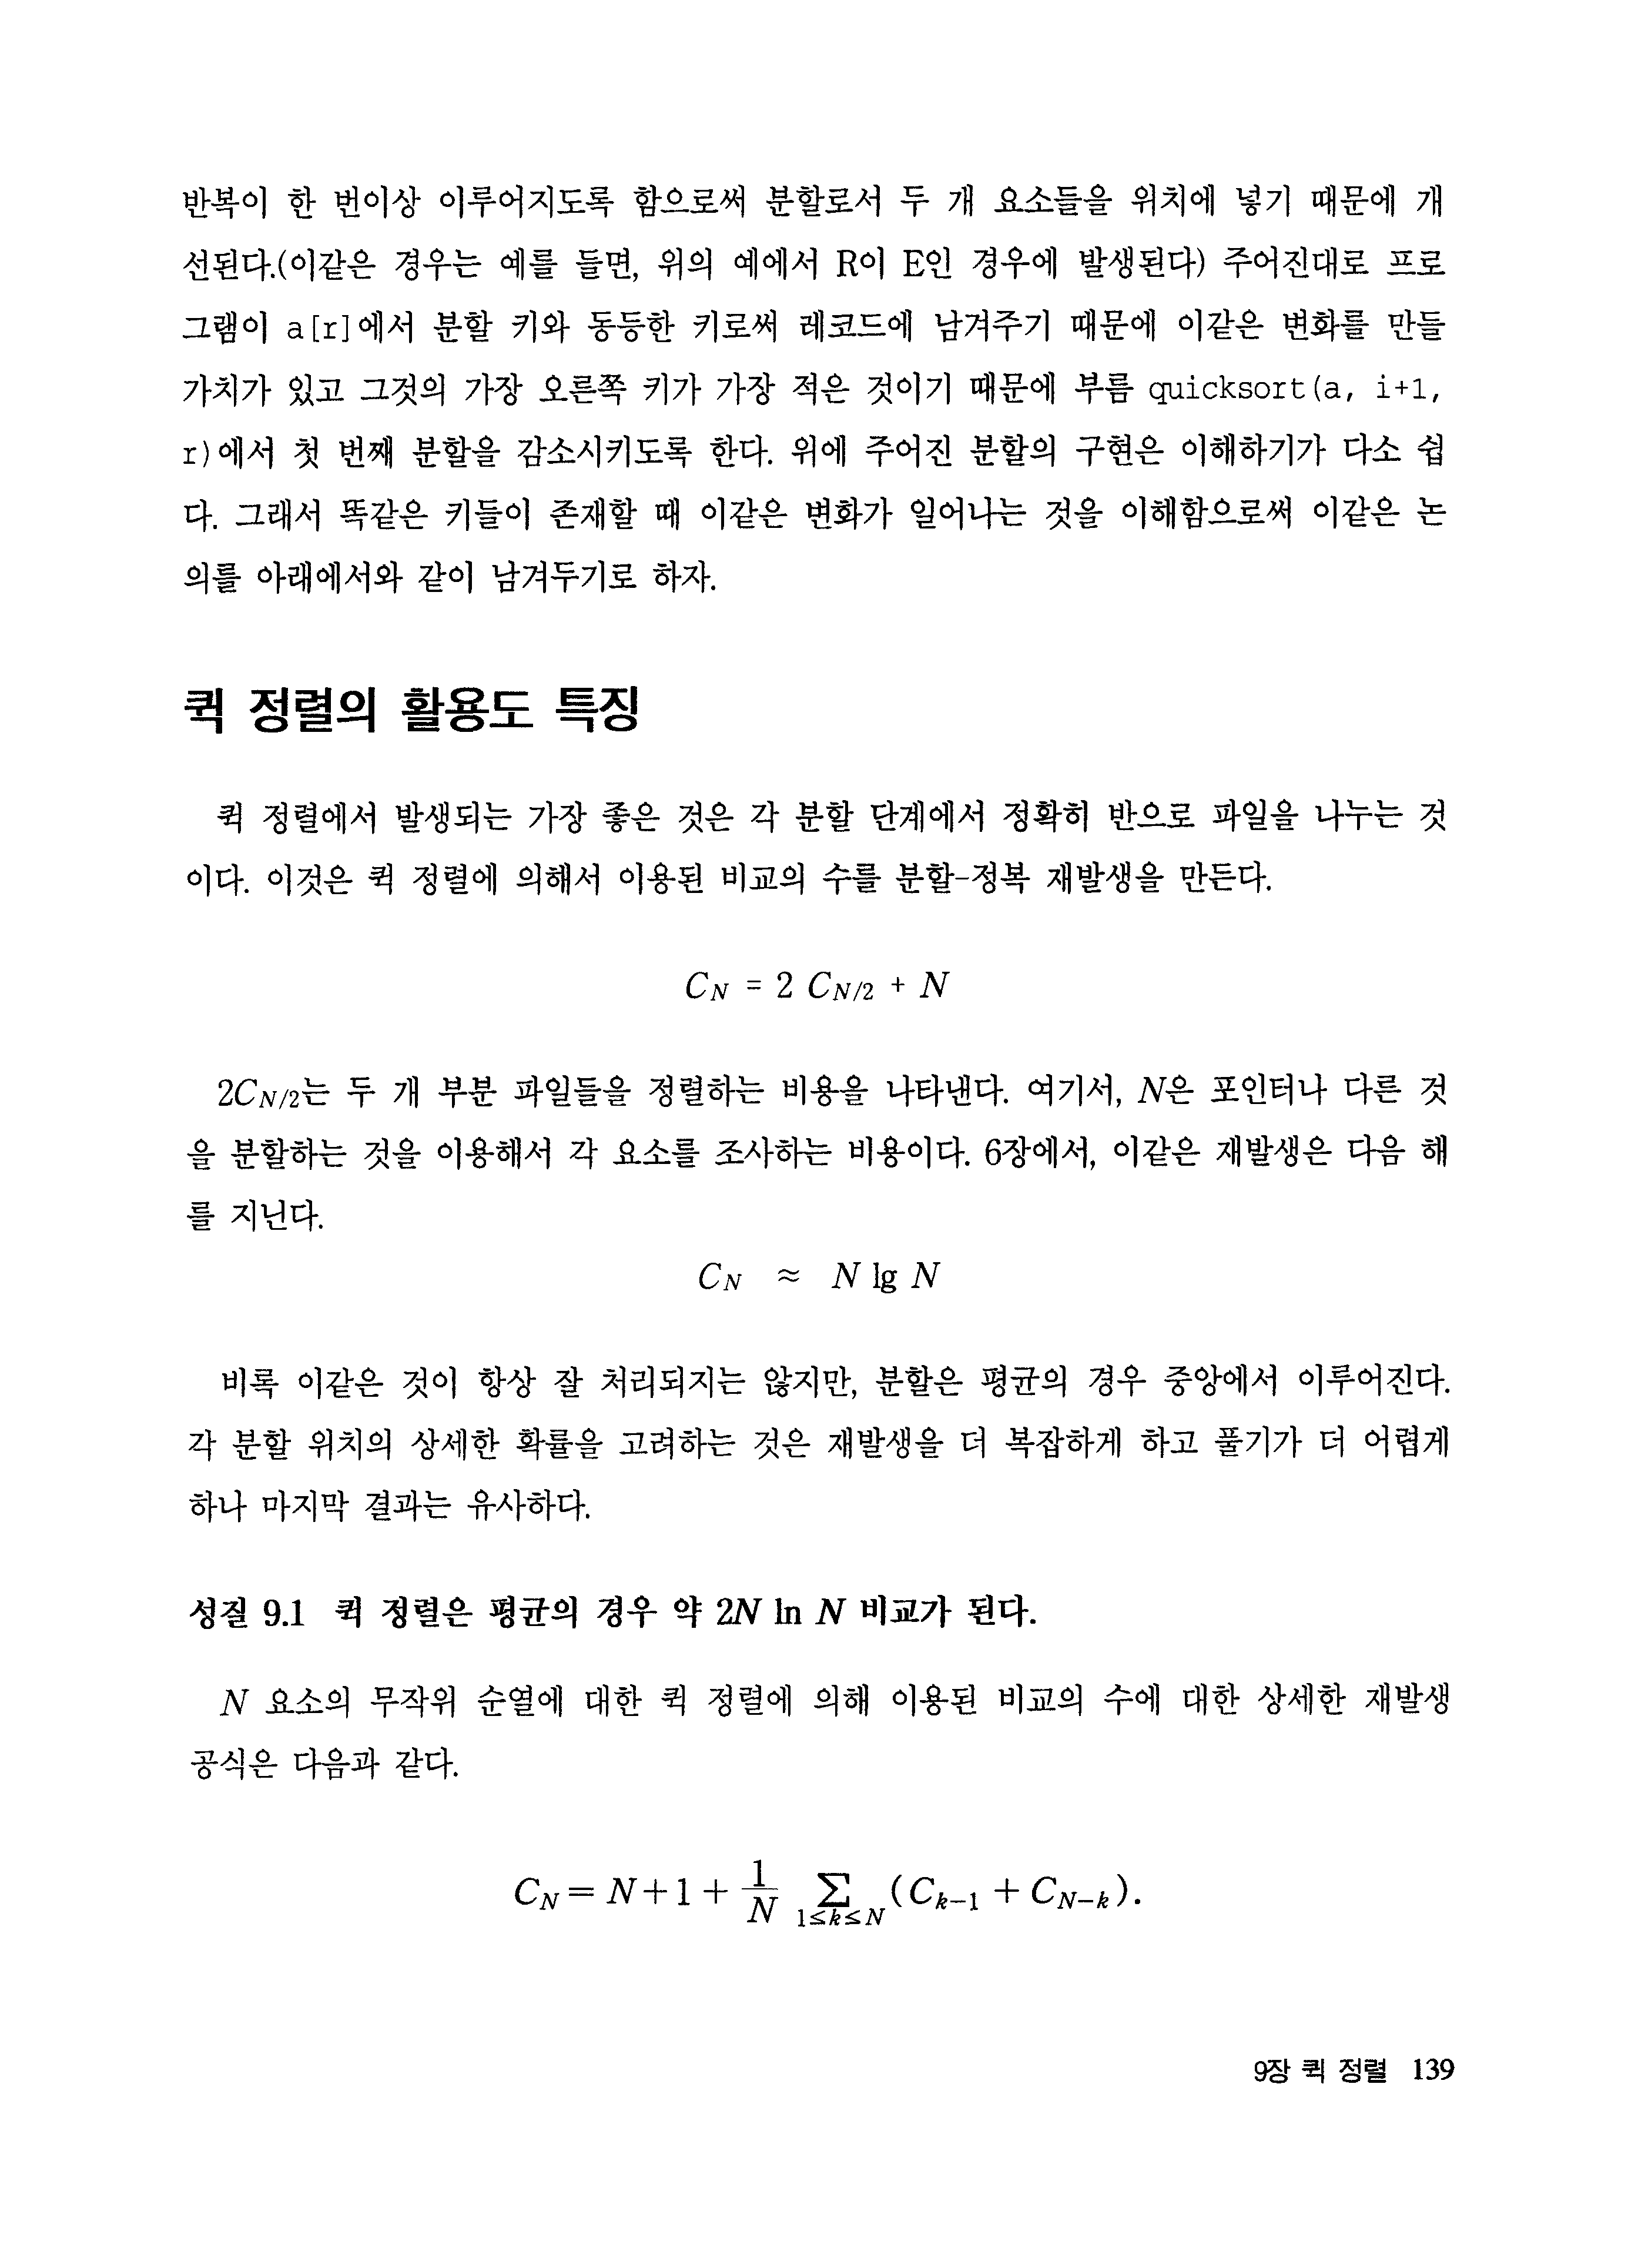 반복이 한 번이상 이루어지도록 함으로써 분할로서 두 개 요소들을 위치에 넣기 때문에 개
선된다.(이같은 경우는 예를 들면, 위의 예에서 R이 E인 경우에 발생된다) 주어진대로 프로
그램이 a[r]에서 분할 키와 동등한 키로써 레코드에 남겨주기 때문에 이같은 변화를 만들
가치가 있고 그것의 가장 오른쪽 키가 가장 적은 것이기 때문에 부름 quicksort(a, i+1,
r)에서 첫 번째 분할을 감소시키도록 한다. 위에 주어진 분할의 구현은 이해하기가 다소 쉽
다. 그래서 똑같은 키들이 존재할 때 이같은 변화가 일어나는 것을 이해함으로써 이같은 논
의를 아래에서와 같이 남겨두기로 하자.
퀵 정렬의 활용도 특징
퀵 정렬에서 발생되는 가장 좋은 것은 각 분할 단계에서 정확히 반으로 파일을 나누는 것
이다. 이것은 퀵 정렬에 의해서 이용된 비교의 수를 분할-정복 재발생을 만든다.
$C_N = 2 C_{N/2} + N$
$2C_{N/2}$는 두 개 부분 파일들을 정렬하는 비용을 나타낸다. 여기서, N은 포인터나 다른 것
을 분할하는 것을 이용해서 각 요소를 조사하는 비용이다. 6장에서, 이같은 재발생은 다음 해
를 지닌다.
$C_N ≈ N \lg N$
비록 이같은 것이 항상 잘 처리되지는 않지만, 분할은 평균의 경우 중앙에서 이루어진다.
각 분할 위치의 상세한 확률을 고려하는 것은 재발생을 더 복잡하게 하고 풀기가 더 어렵게
하나 마지막 결과는 유사하다.
성질 9.1 퀵 정렬은 평균의 경우 약 2N ln N 비교가 된다.
N 요소의 무작위 순열에 대한 퀵 정렬에 의해 이용된 비교의 수에 대한 상세한 재발생
공식은 다음과 같다.
$C_N = N+1+\frac{1}{N} \sum_{1≤k≤N} (C_{k-1} + C_{N-k}).$
9장 퀵 정렬 139